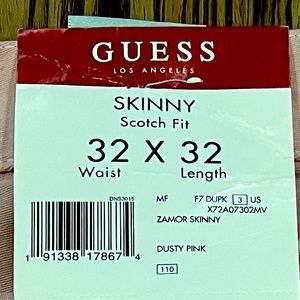 GUESS
LOS ANGELES
SKINNY
Scotch Fit
32 X 32
Waist Length
DNS3015
MF F7 DUPK 3 US
X72A07302MV
ZAMOR SKINNY
1 91338 17867 4
DUSTY PINK
110